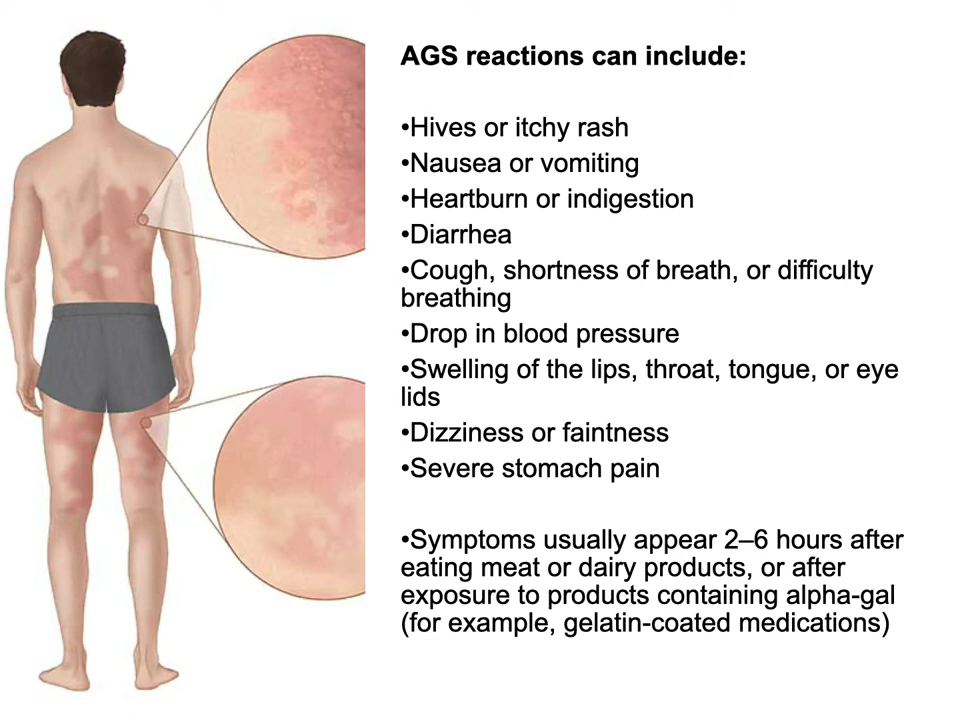 AGS reactions can include:
•Hives or itchy rash
•Nausea or vomiting
•Heartburn or indigestion
•Diarrhea
•Cough, shortness of breath, or difficulty
breathing
•Drop in blood pressure
•Swelling of the lips, throat, tongue, or eye
lids
•Dizziness or faintness
•Severe stomach pain
•Symptoms usually appear 2–6 hours after
eating meat or dairy products, or after
exposure to products containing alpha-gal
(for example, gelatin-coated medications)